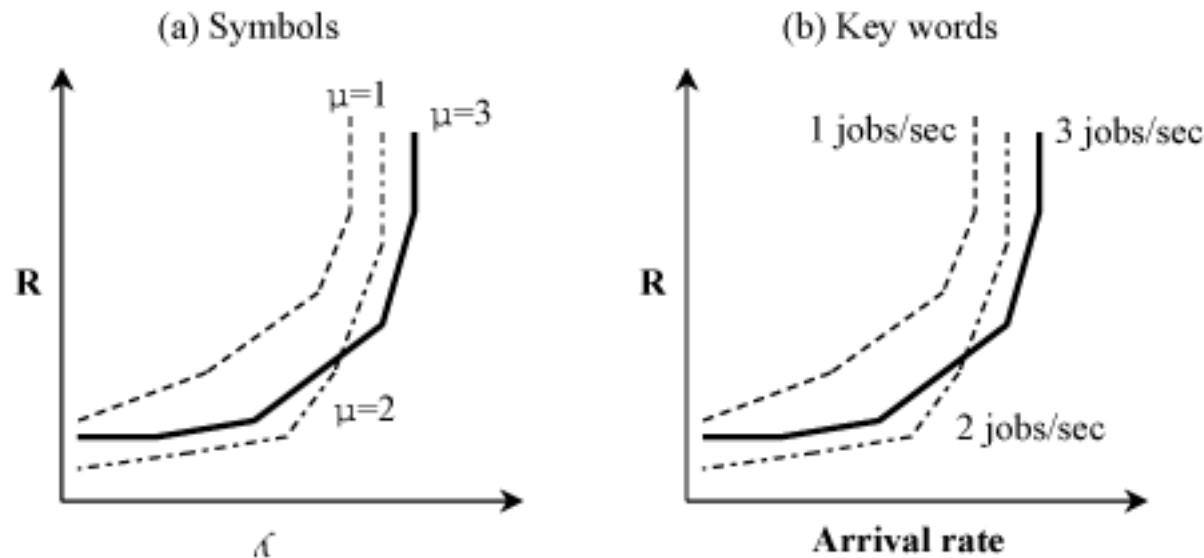 (a) Symbols
μ=1
μ=3
R
μ=2
(b) Key words
1 jobs/sec
3 jobs/sec
R
2 jobs/sec
Arrival rate